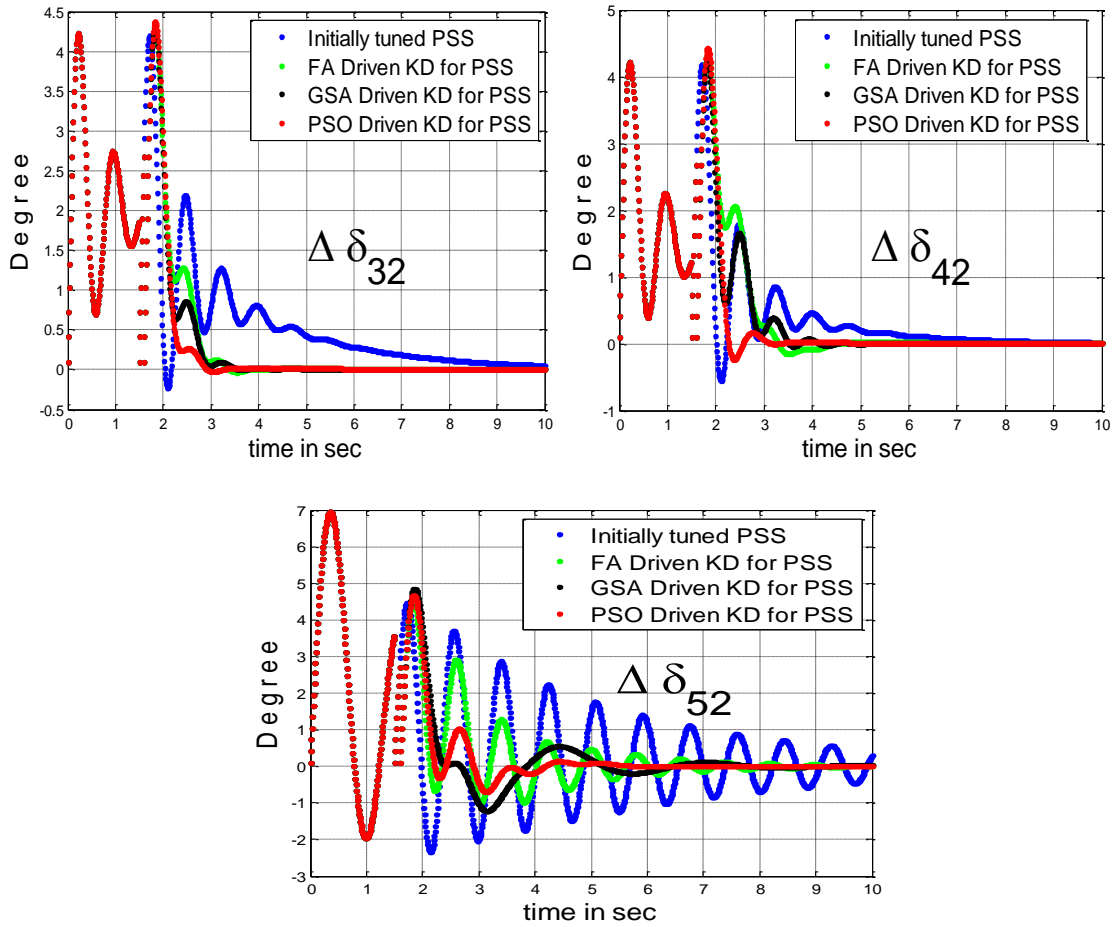 4.5
4
3.5
3
2.5
2
1.5
1
0.5
0
-0.5
Degree
Initially tuned PSS
FA Driven KD for PSS
GSA Driven KD for PSS
PSO Driven KD for PSS
Δ δ32
0 1 2 3 4 5 6 7 8 9 10
time in sec
5
4
3
2
1
0
-1
Degree
Initially tuned PSS
FA Driven KD for PSS
GSA Driven KD for PSS
PSO Driven KD for PSS
Δ δ42
0 1 2 3 4 5 6 7 8 9 10
time in sec
7
6
5
4
3
2
1
0
-1
-2
-3
Degree
Initially tuned PSS
FA Driven KD for PSS
GSA Driven KD for PSS
PSO Driven KD for PSS
Δ δ52
0 1 2 3 4 5 6 7 8 9 10
time in sec